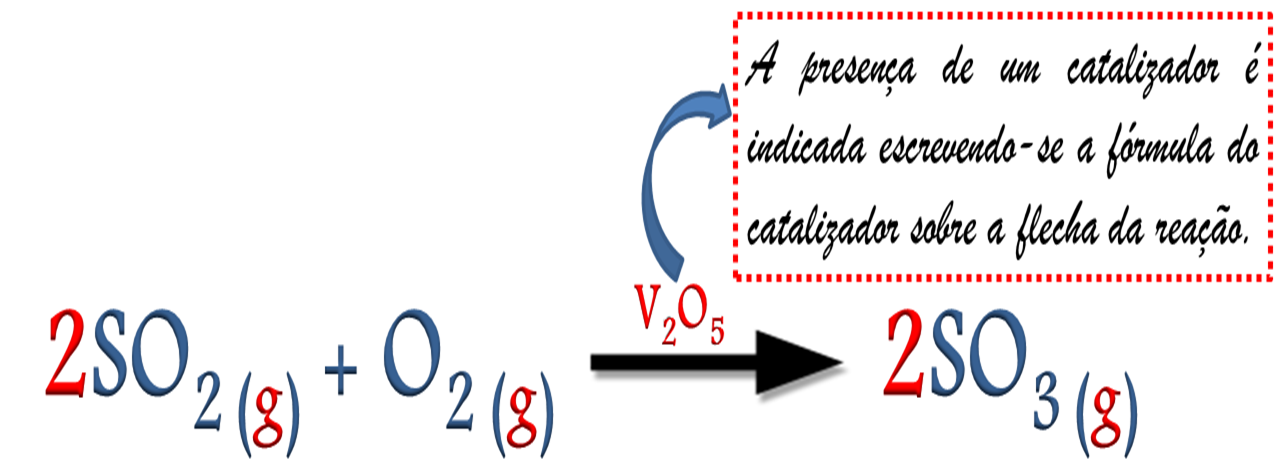 A presença de um catalizador é
indicada escrevendo-se a fórmula do
catalizador sobre a flecha da reação.
V₂O₅
2SO₂ (g) + O₂ (g) 2SO₃ (g)